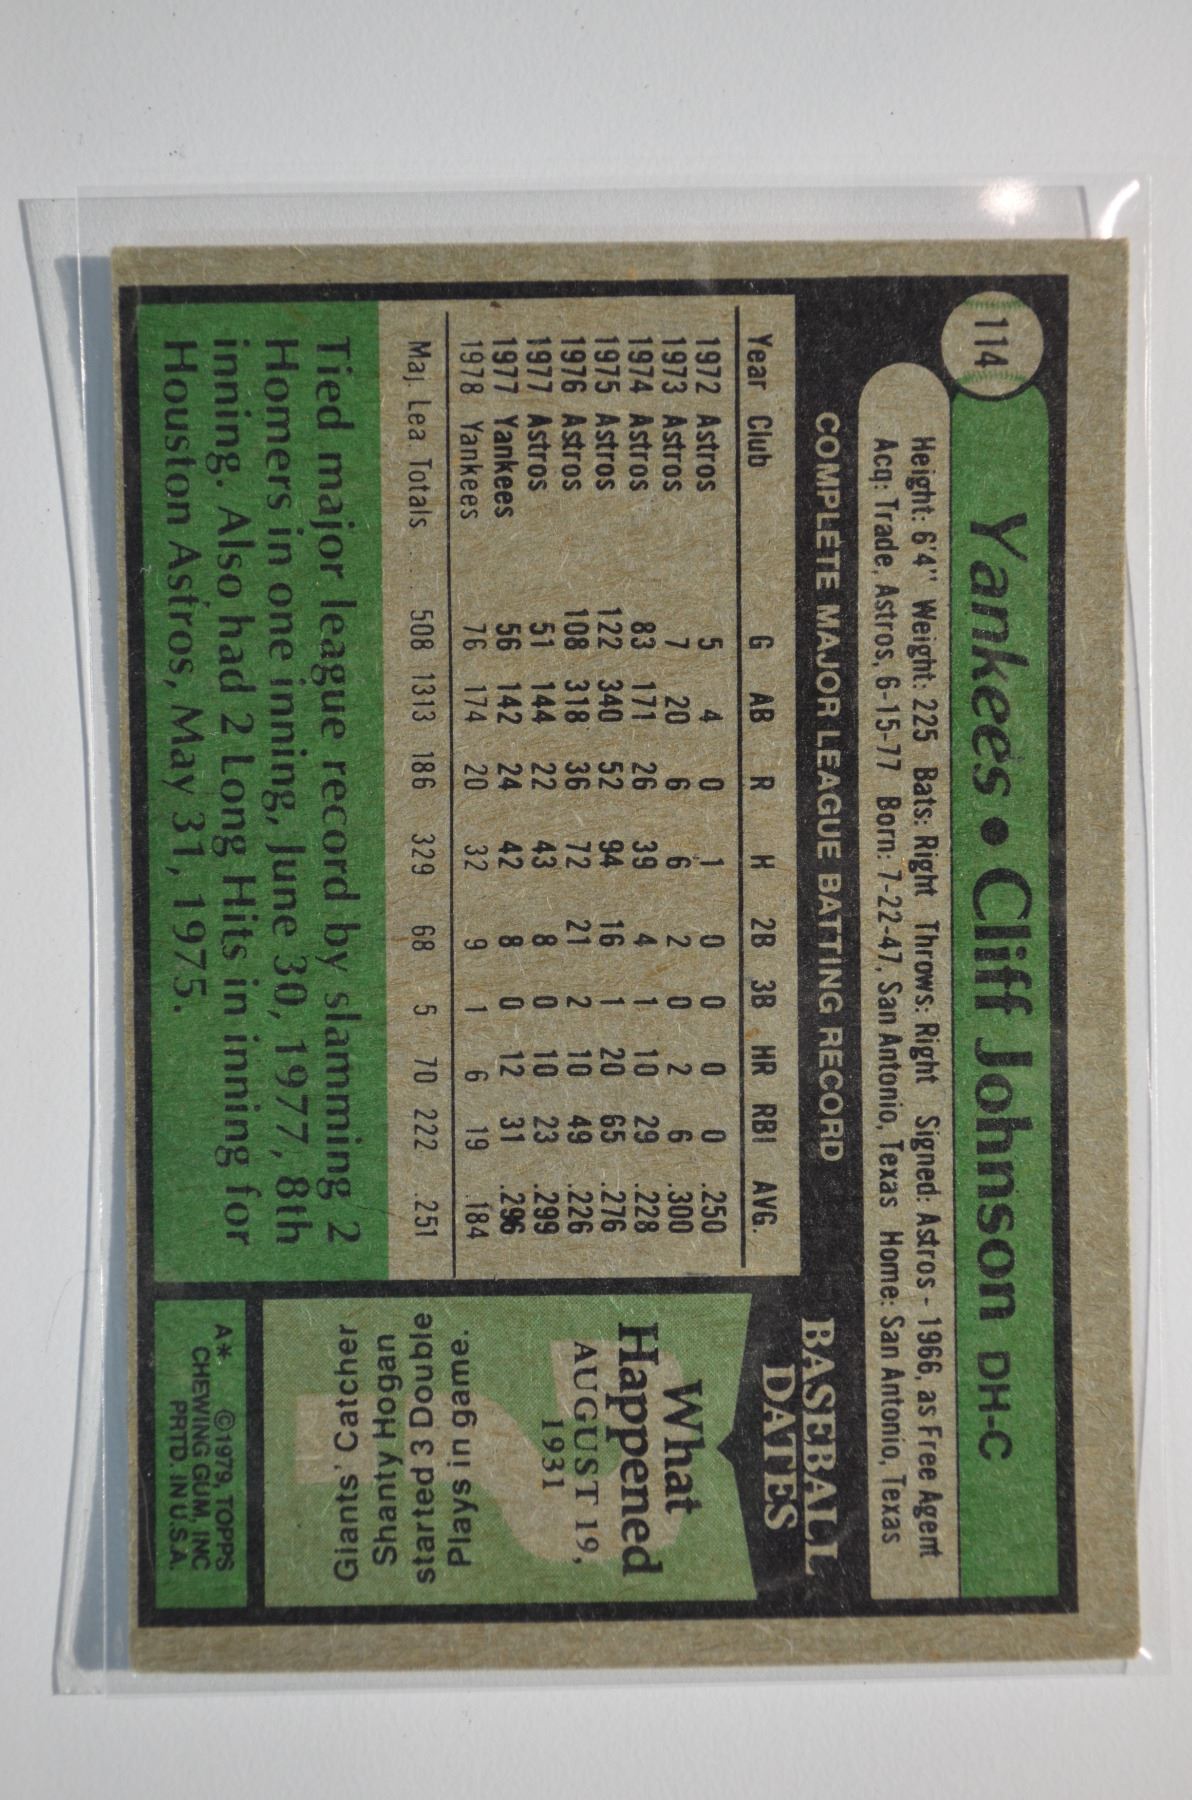 114
Yankees • Cliff Johnson DH-C
Height: 6'4" Weight: 225 Bats: Right Throws: Right Signed: Astros - 1966, as Free Agent
Acq: Trade, Astros, 6-15-77 Born: 7-22-47, San Antonio, Texas Home: San Antonio, Texas
COMPLETE MAJOR LEAGUE BATTING RECORD
Year Club G AB R H 2B 3B HR RBI AVG.
1972 Astros 5 4 0 1 0 0 0 0 .250
1973 Astros 7 20 6 6 2 0 2 6 .300
1974 Astros 83 171 26 39 4 1 10 29 .228
1975 Astros 122 340 52 94 16 1 20 65 .276
1976 Astros 108 318 36 72 21 2 10 49 .226
1977 Astros 51 144 22 43 8 0 10 23 .299
1977 Yankees 56 142 24 42 8 0 12 31 .296
1978 Yankees 76 174 20 32 9 1 6 19 .184
Maj. Lea. Totals . . . 508 1313 186 329 68 5 70 222 .251
Tied major league record by slamming 2
Homers in one inning, June 30, 1977, 8th
inning. Also had 2 Long Hits in inning for
Houston Astros, May 31, 1975.
BASEBALL
DATES
What
Happened
AUGUST 19,
1931
?
Giants' Catcher
Shanty Hogan
started 3 Double
Plays in game.
A* ©1979, TOPPS
CHEWING GUM, INC
PRTD. IN U.S.A.